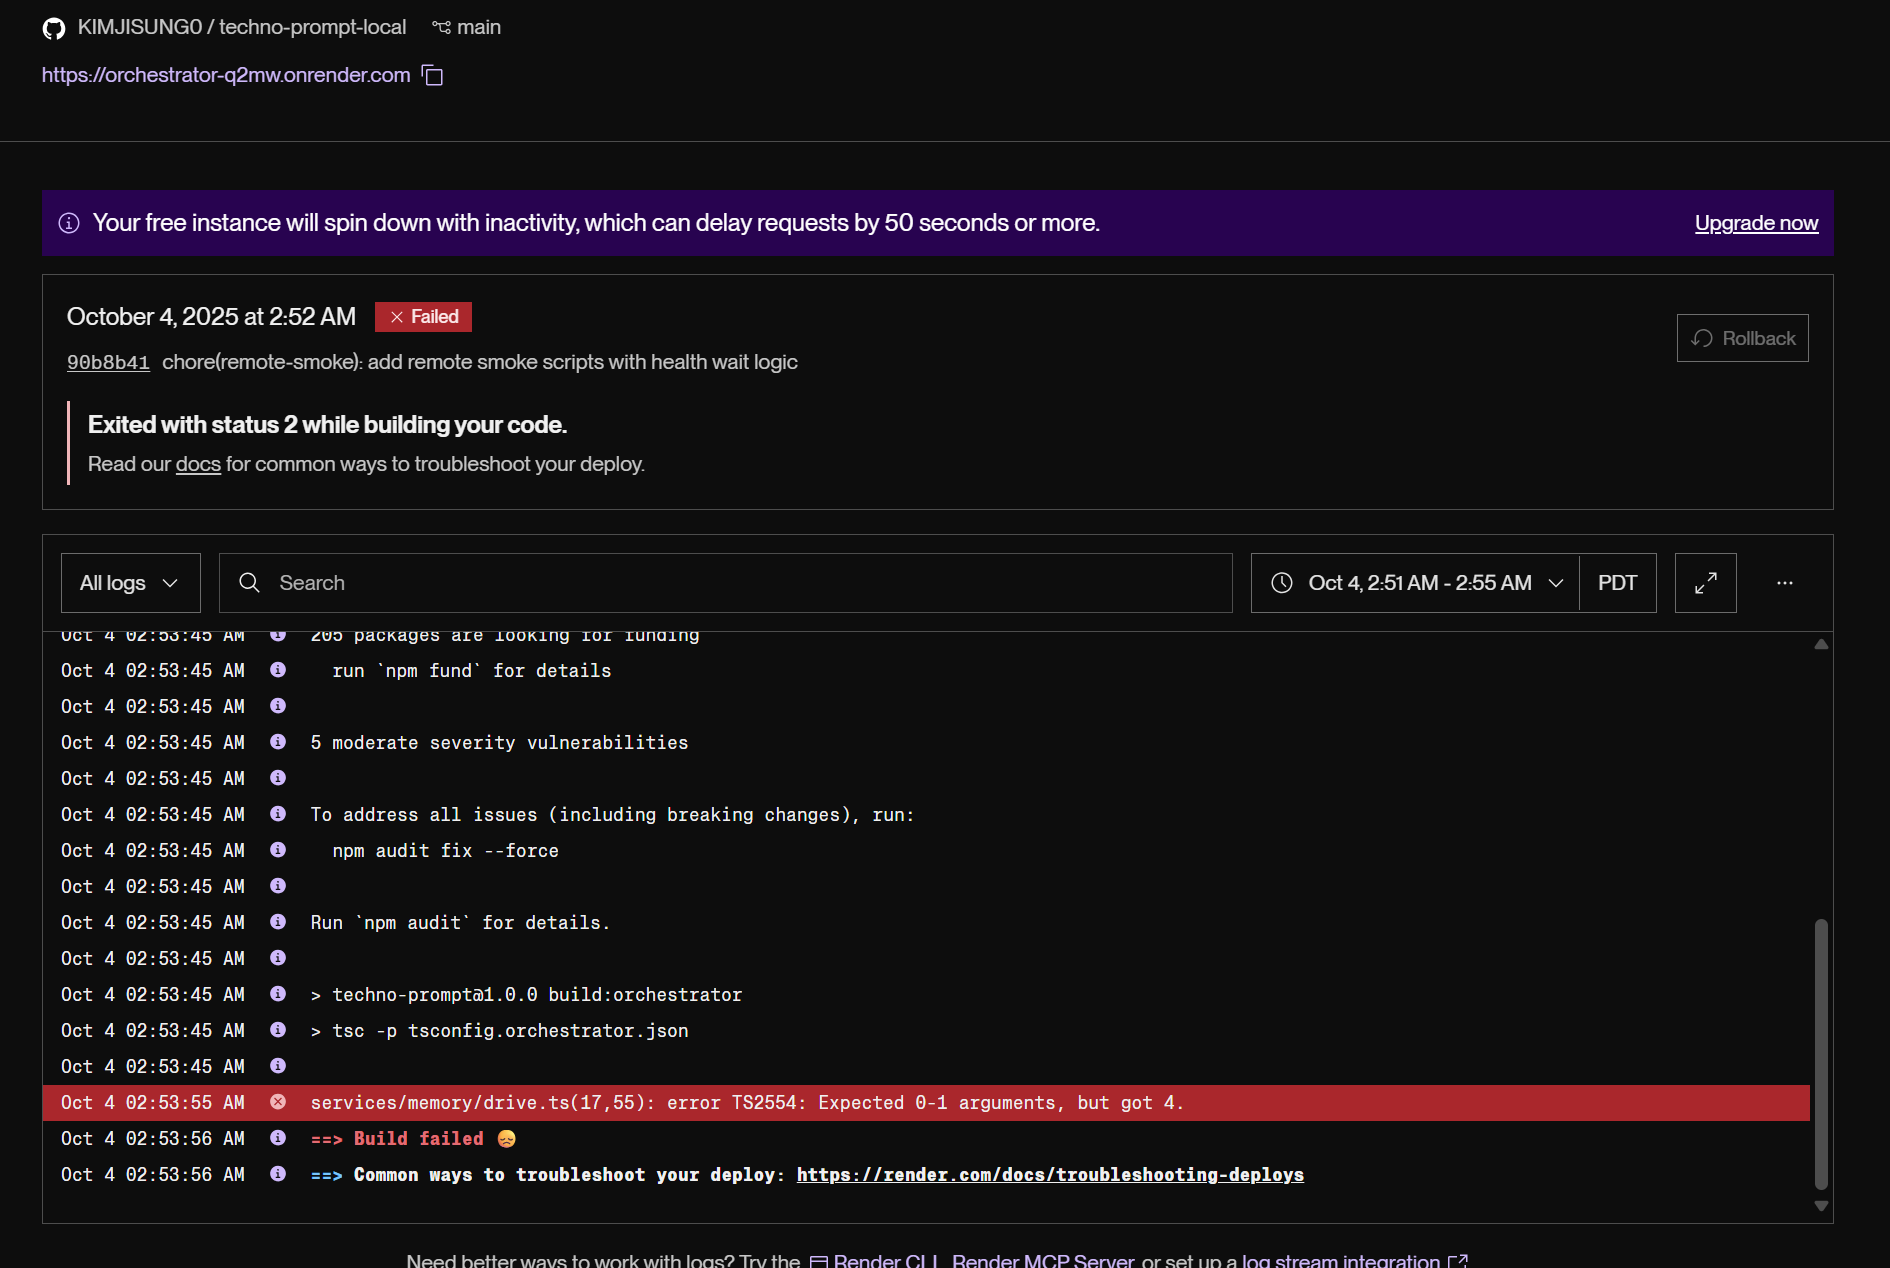 KIMJISUNG0 / techno-prompt-local main
https://orchestrator-q2mw.onrender.com
Your free instance will spin down with inactivity, which can delay requests by 50 seconds or more.
Upgrade now
October 4, 2025 at 2:52 AM Failed
Rollback
90b8b41 chore(remote-smoke): add remote smoke scripts with health wait logic
Exited with status 2 while building your code.
Read our docs for common ways to troubleshoot your deploy.
All logs Search Oct 4, 2:51 AM - 2:55 AM PDT ...
Oct 4 02:53:45 AM 205 packages are looking for funding
Oct 4 02:53:45 AM run `npm fund` for details
Oct 4 02:53:45 AM
Oct 4 02:53:45 AM 5 moderate severity vulnerabilities
Oct 4 02:53:45 AM
Oct 4 02:53:45 AM To address all issues (including breaking changes), run:
Oct 4 02:53:45 AM npm audit fix --force
Oct 4 02:53:45 AM
Oct 4 02:53:45 AM Run `npm audit` for details.
Oct 4 02:53:45 AM
Oct 4 02:53:45 AM > techno-prompt@1.0.0 build:orchestrator
Oct 4 02:53:45 AM > tsc -p tsconfig.orchestrator.json
Oct 4 02:53:45 AM
Oct 4 02:53:55 AM services/memory/drive.ts(17,55): error TS2554: Expected 0-1 arguments, but got 4.
Oct 4 02:53:56 AM ==> Build failed 😞
Oct 4 02:53:56 AM ==> Common ways to troubleshoot your deploy: https://render.com/docs/troubleshooting-deploys
Need better ways to work with logs? Try the Render CLI, Render MCP Server, or set up a log stream integration